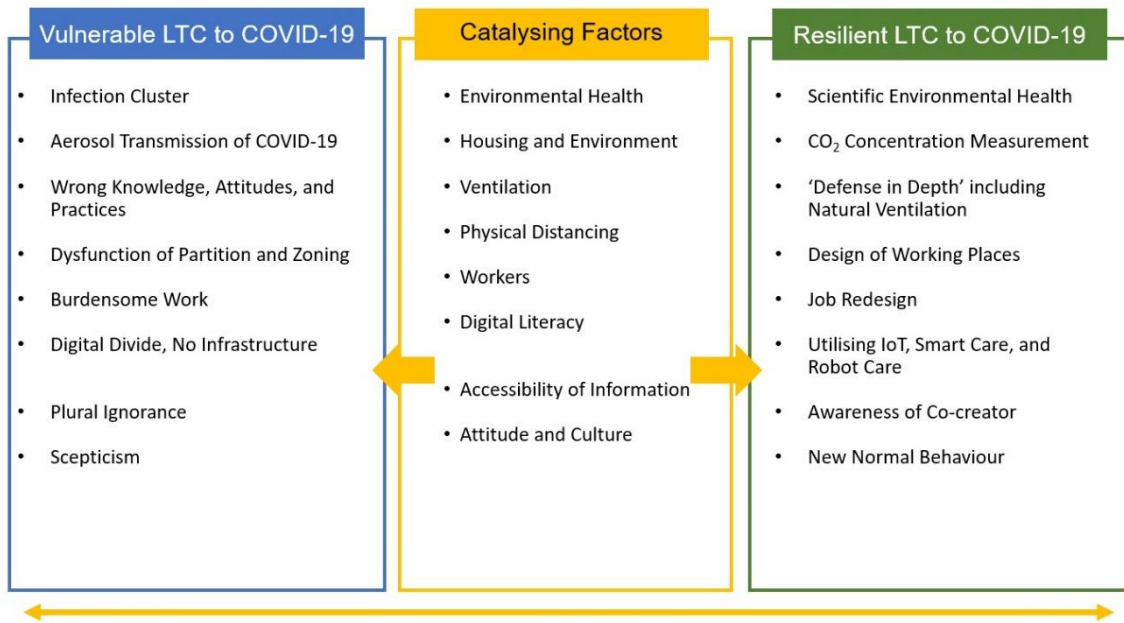 Vulnerable LTC to COVID-19
• Infection Cluster
• Aerosol Transmission of COVID-19
• Wrong Knowledge, Attitudes, and
Practices
• Dysfunction of Partition and Zoning
• Burdensome Work
• Digital Divide, No Infrastructure
• Plural Ignorance
• Scepticism
Catalysing Factors
• Environmental Health
• Housing and Environment
• Ventilation
• Physical Distancing
• Workers
• Digital Literacy
• Accessibility of Information
• Attitude and Culture
Resilient LTC to COVID-19
• Scientific Environmental Health
• CO₂ Concentration Measurement
• ‘Defense in Depth’ including
Natural Ventilation
• Design of Working Places
• Job Redesign
• Utilising IoT, Smart Care, and
Robot Care
• Awareness of Co-creator
• New Normal Behaviour